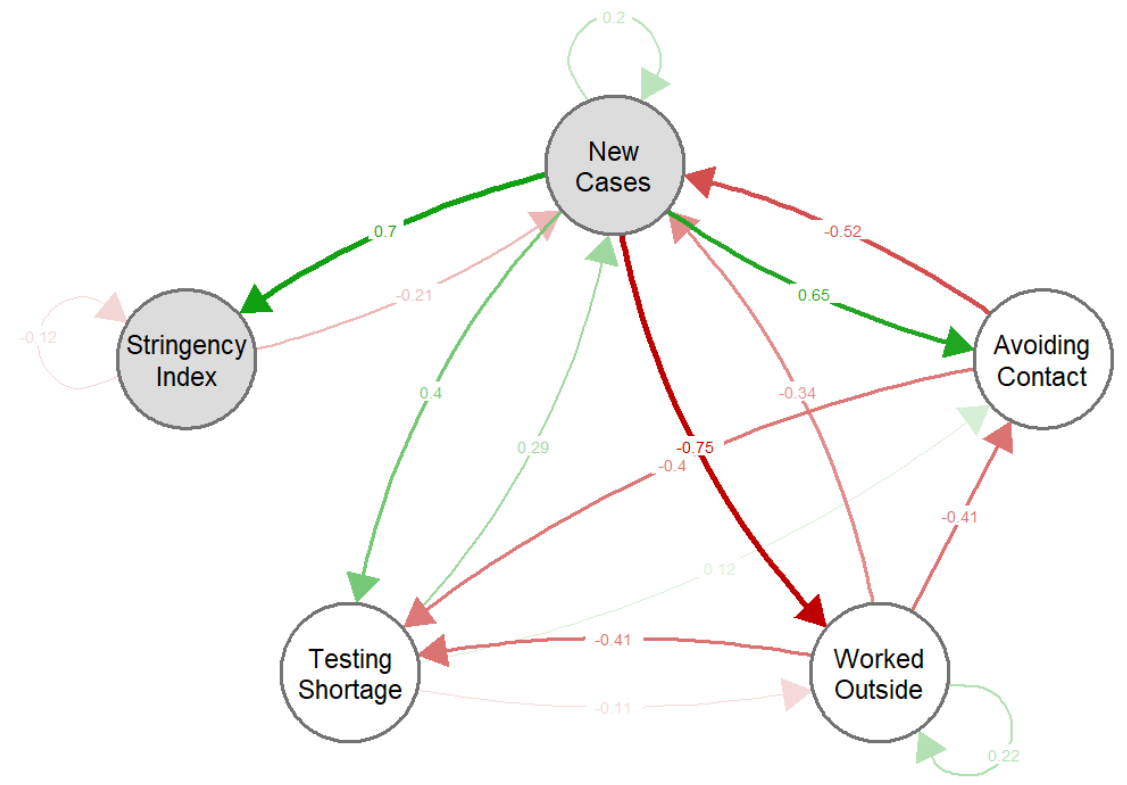 0.2
New
Cases
0.7
-0.52
-0.21
0.65
-0.12
Stringency
Index
Avoiding
Contact
0.4
-0.34
0.29
-0.75
-0.4
-0.41
0.12
-0.41
Testing
Shortage
Worked
Outside
-0.11
0.22